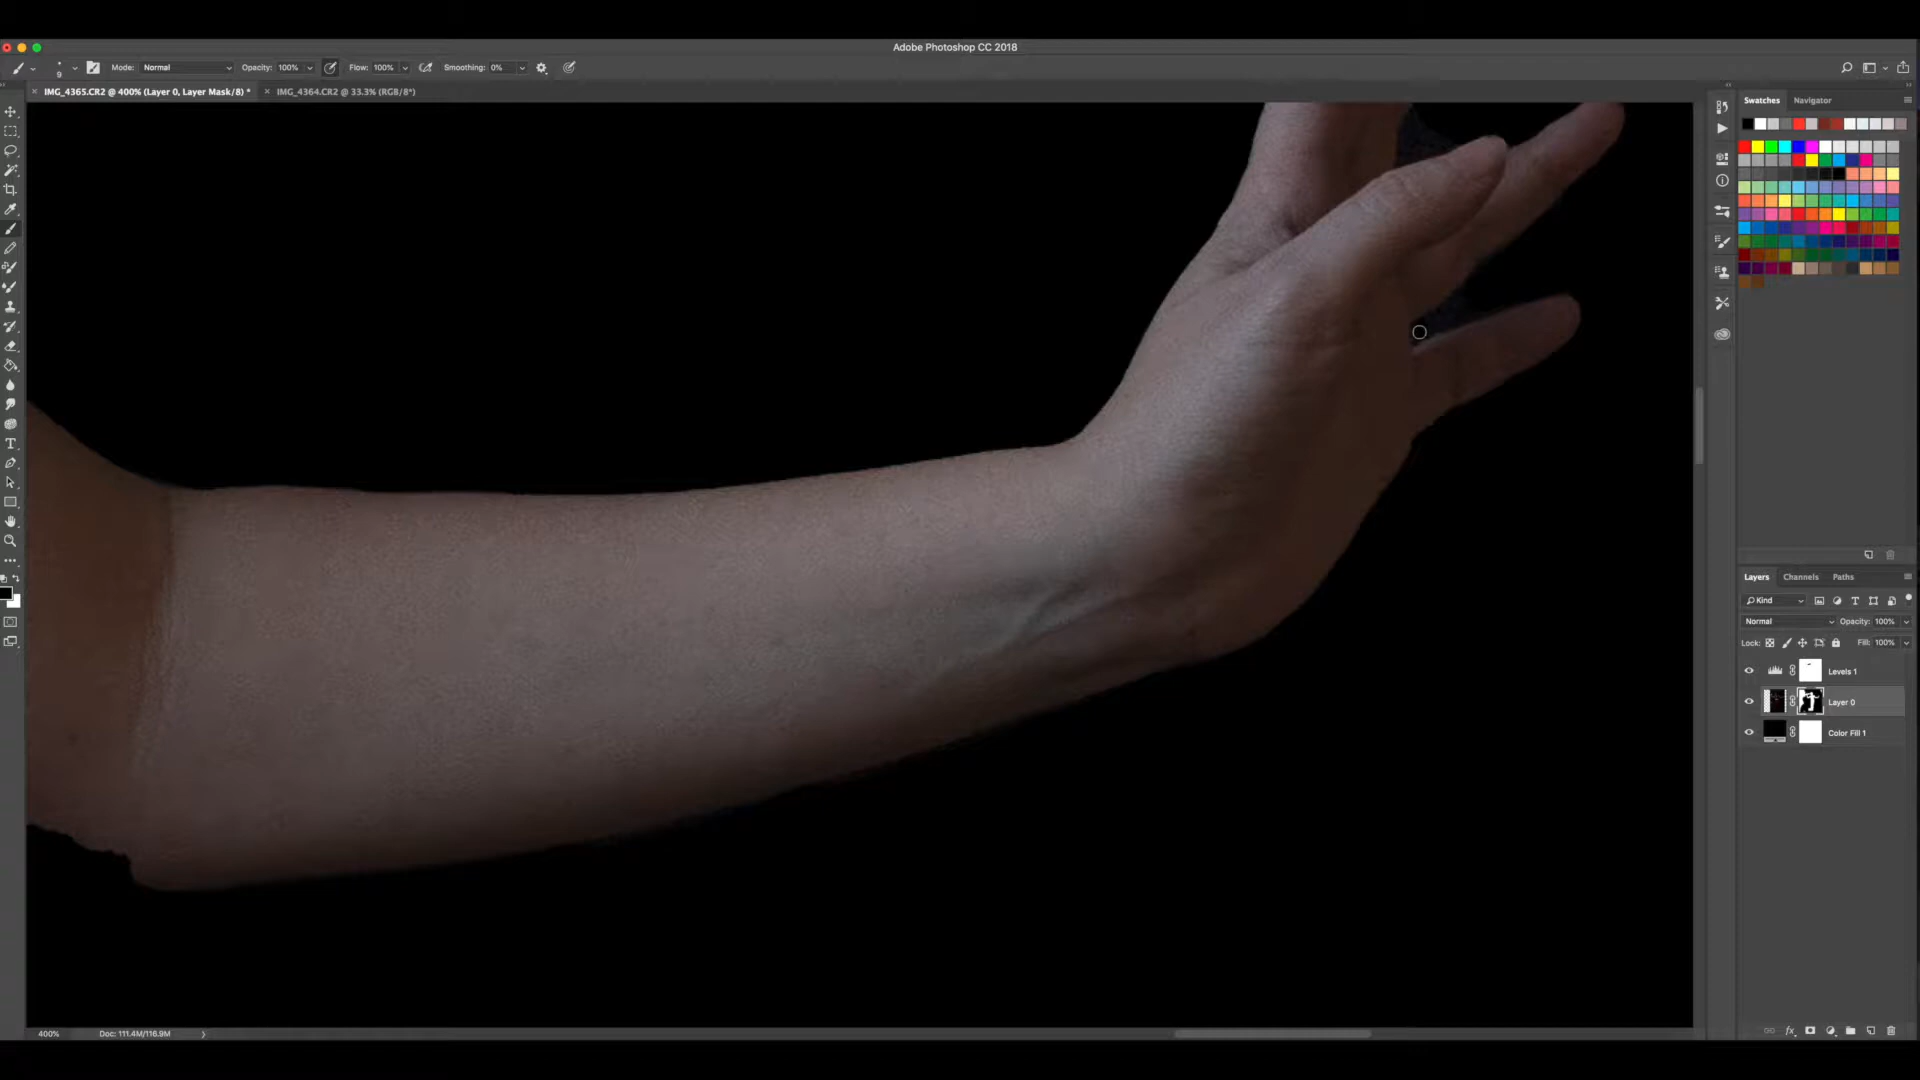 Adobe Photoshop CC 2018
9 Mode: Normal Opacity: 100% Flow: 100% Smoothing: 0%
× IMG_4365.CR2 @ 400% (Layer 0, Layer Mask/8) * × IMG_4364.CR2 @ 33.3% (RGB/8*)
Swatches Navigator
Layers Channels Paths
Kind
Normal Opacity: 100%
Lock: Fill: 100%
Levels 1
Layer 0
Color Fill 1
400% Doc: 111.4M/116.9M